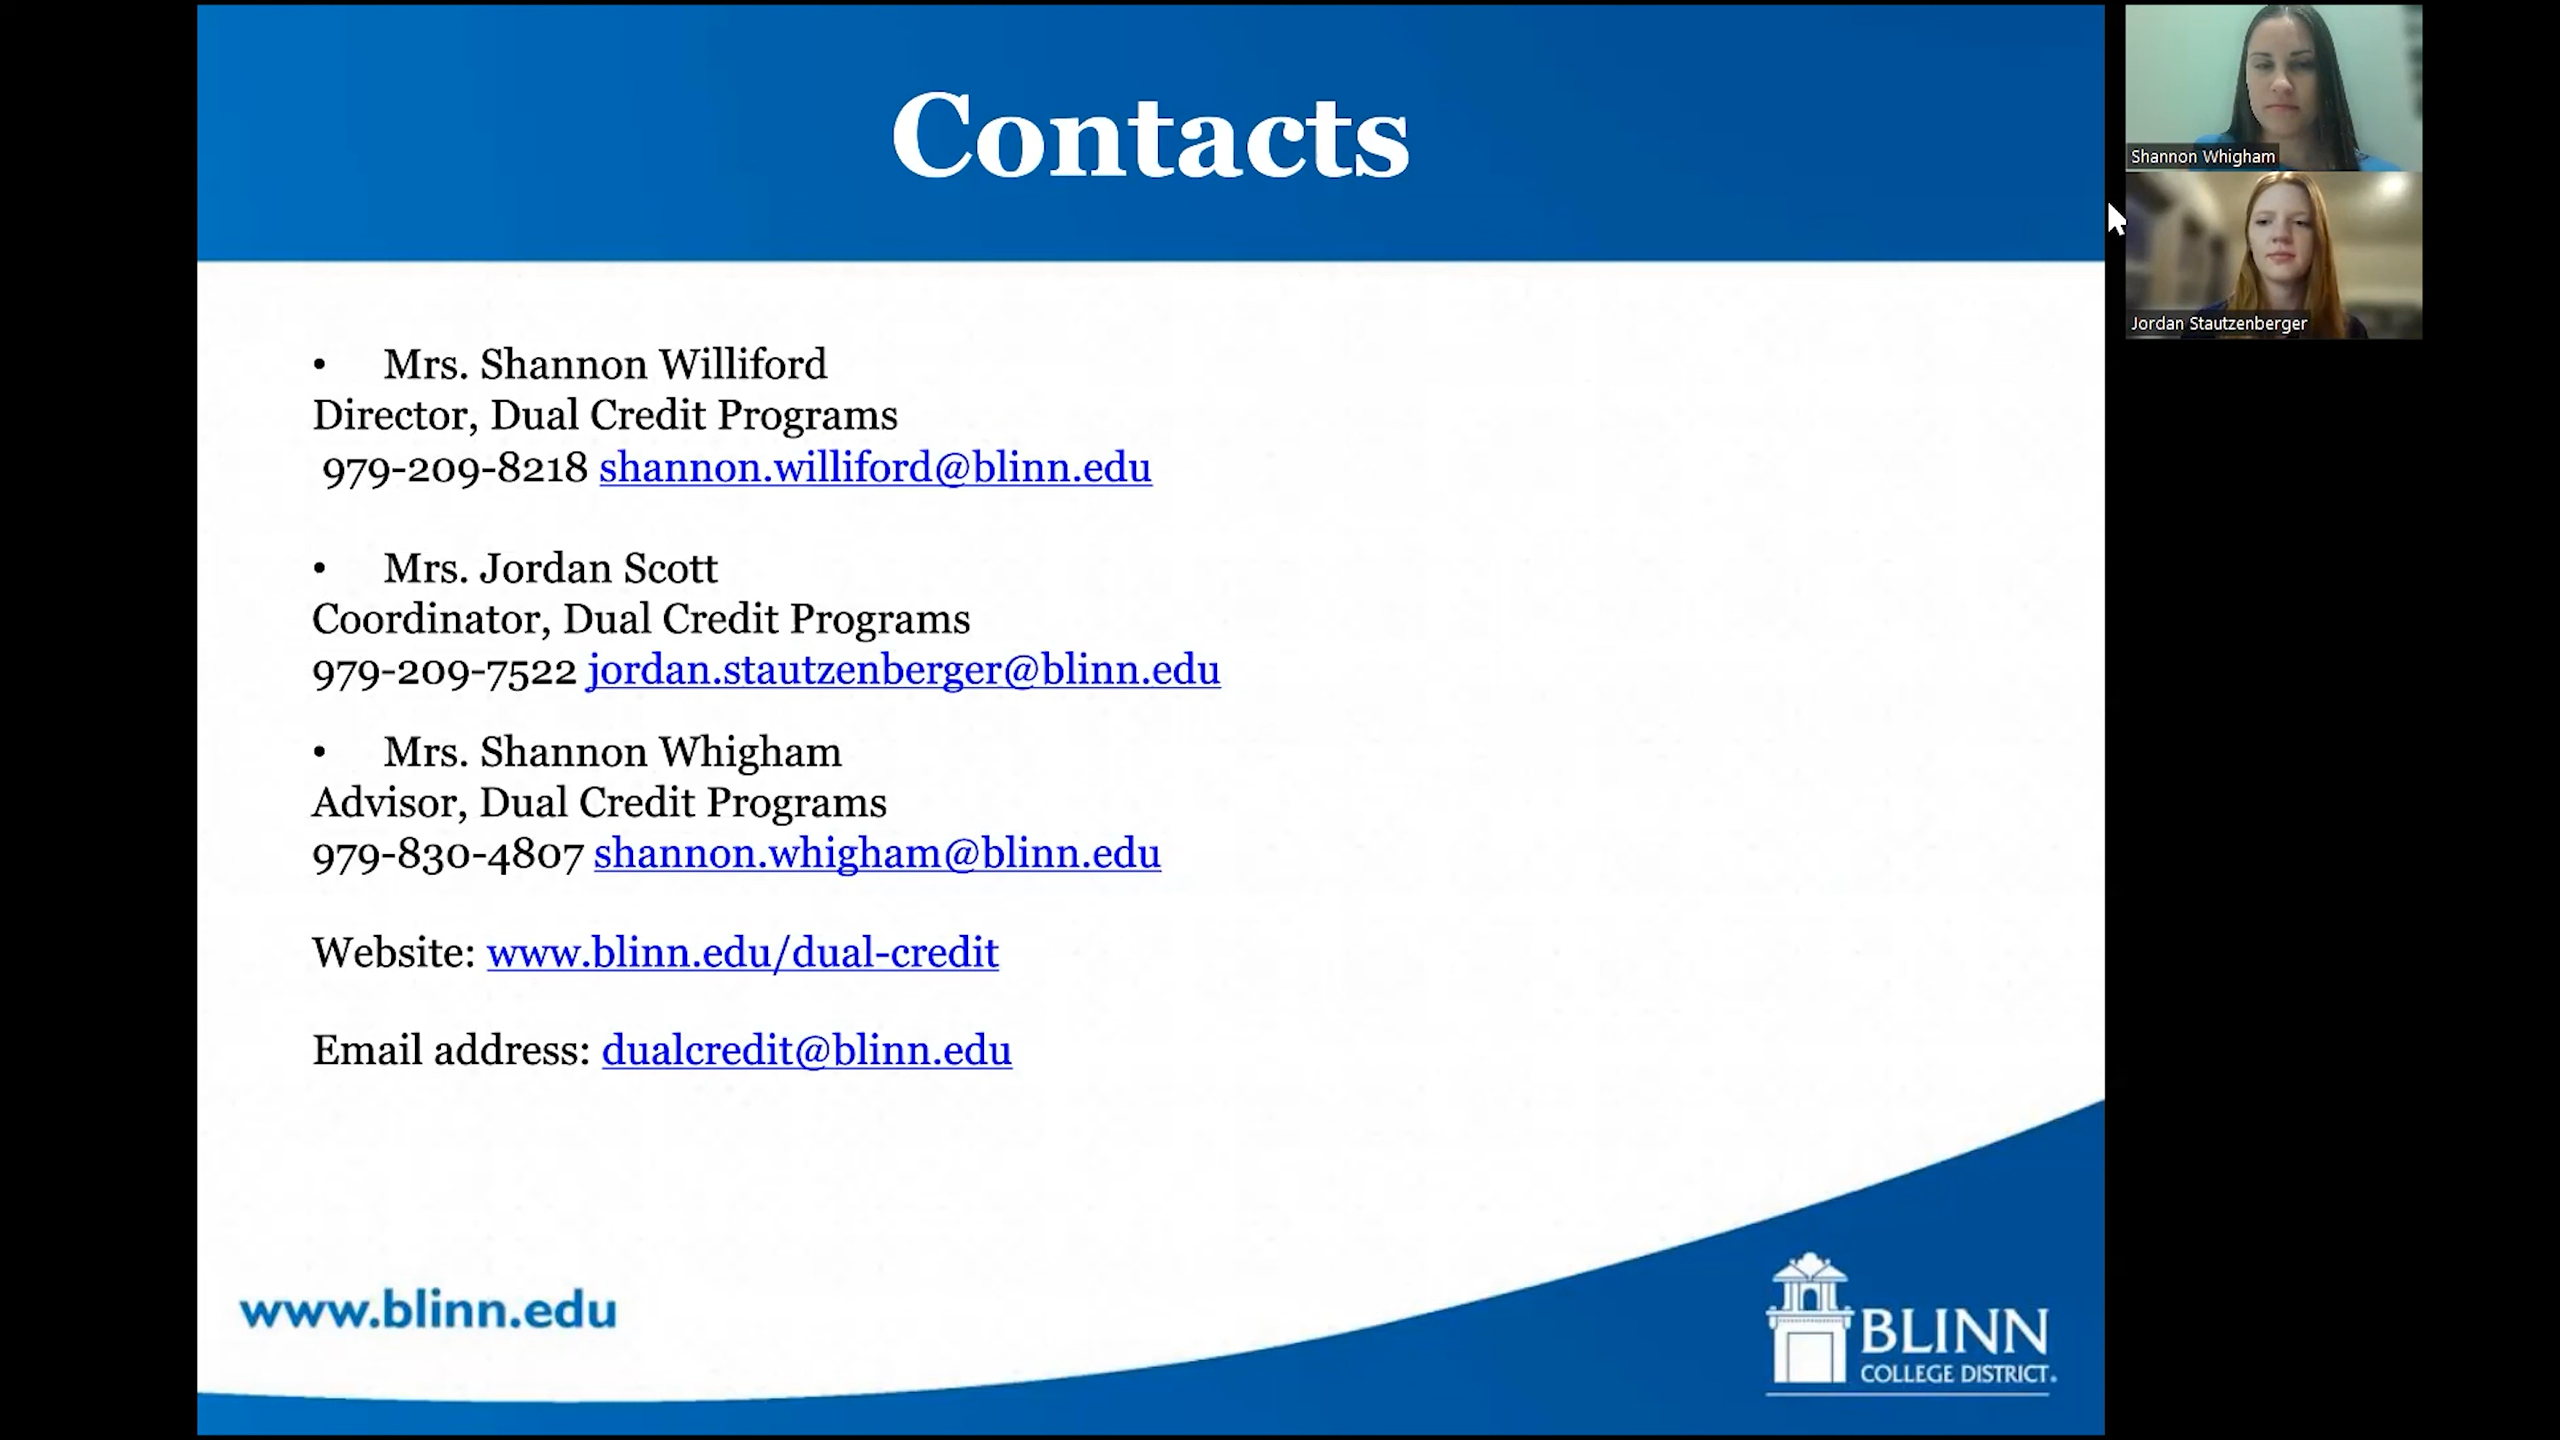 Contacts
• Mrs. Shannon Williford
Director, Dual Credit Programs
979-209-8218 shannon.williford@blinn.edu
• Mrs. Jordan Scott
Coordinator, Dual Credit Programs
979-209-7522 jordan.stautzenberger@blinn.edu
• Mrs. Shannon Whigham
Advisor, Dual Credit Programs
979-830-4807 shannon.whigham@blinn.edu
Website: www.blinn.edu/dual-credit
Email address: dualcredit@blinn.edu
www.blinn.edu
BLINN
COLLEGE DISTRICT.
Shannon Whigham
Jordan Stautzenberger